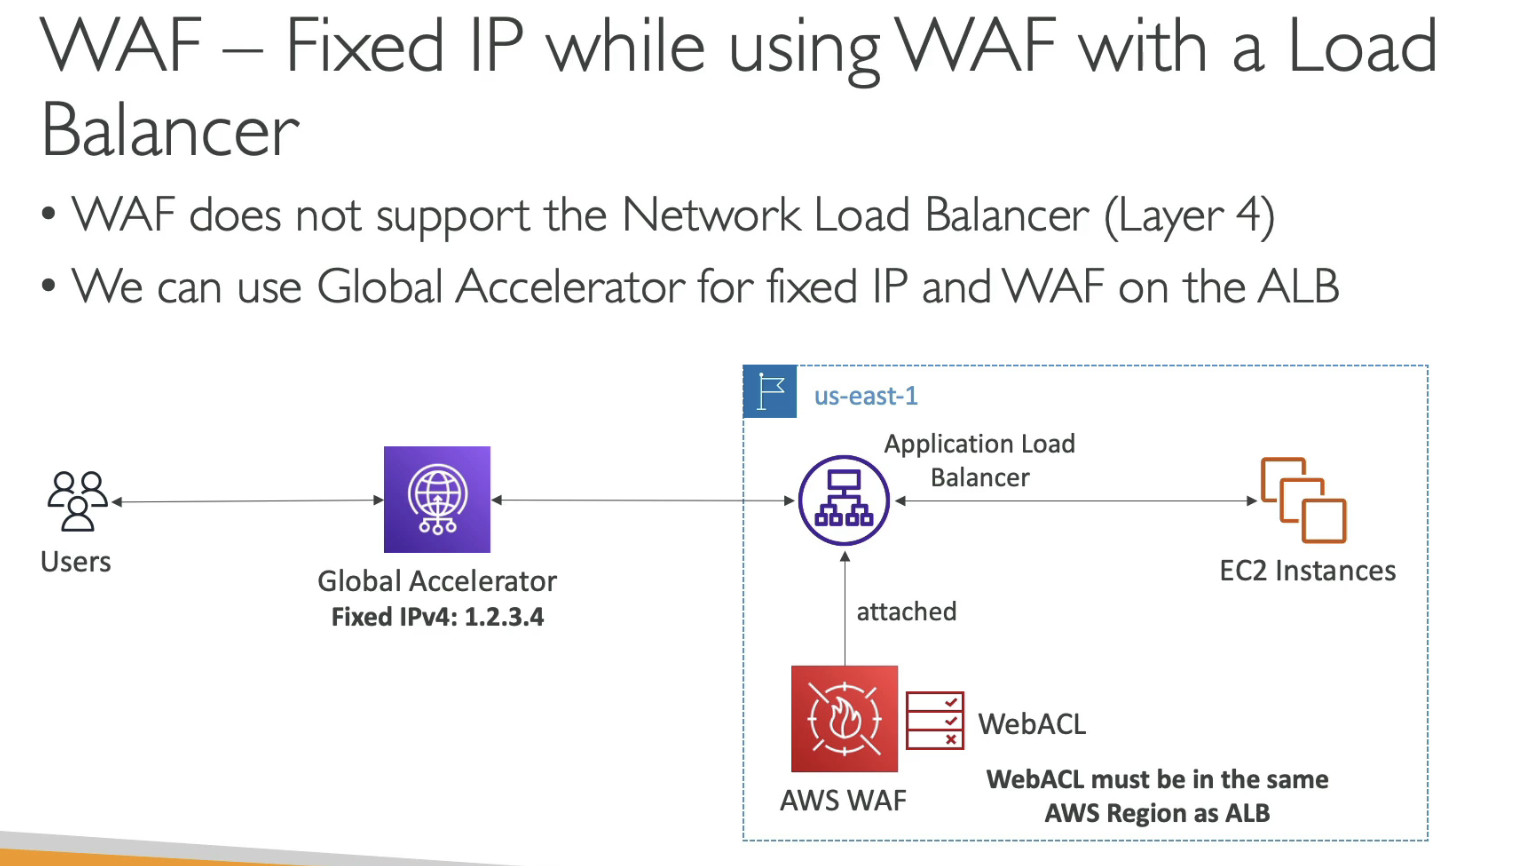 WAF – Fixed IP while using WAF with a Load
Balancer
• WAF does not support the Network Load Balancer (Layer 4)
• We can use Global Accelerator for fixed IP and WAF on the ALB
us-east-1
Application Load
Balancer
Users
Global Accelerator
Fixed IPv4: 1.2.3.4
EC2 Instances
attached
WebACL
AWS WAF
WebACL must be in the same
AWS Region as ALB